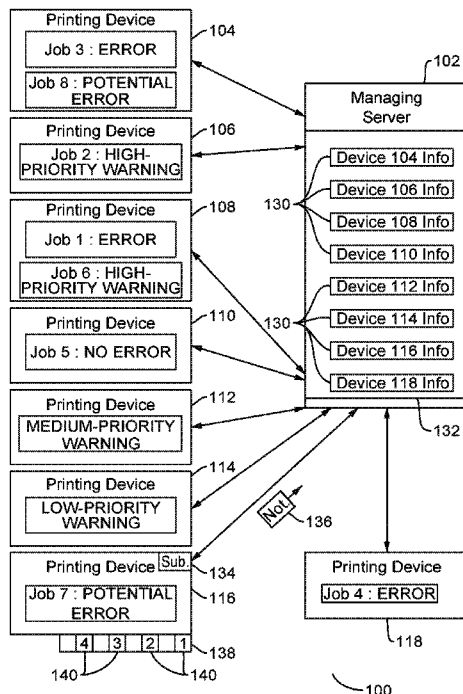 Printing Device
Job 3 : ERROR
Job 8 : POTENTIAL
ERROR
104
Printing Device
Job 2 : HIGH-
PRIORITY WARNING
106
Printing Device
Job 1 : ERROR
Job 6 : HIGH-
PRIORITY WARNING
108
Printing Device
Job 5 : NO ERROR
110
Printing Device
MEDIUM-PRIORITY
WARNING
112
Printing Device
LOW-PRIORITY
WARNING
114
Printing Device
Sub.
134
Job 7 : POTENTIAL
ERROR
116
4 3 2 1
138
140 140
102
Managing
Server
Device 104 Info
Device 106 Info
130
Device 108 Info
Device 110 Info
Device 112 Info
130
Device 114 Info
Device 116 Info
Device 118 Info
132
Not.
136
Printing Device
Job 4 : ERROR
118
100